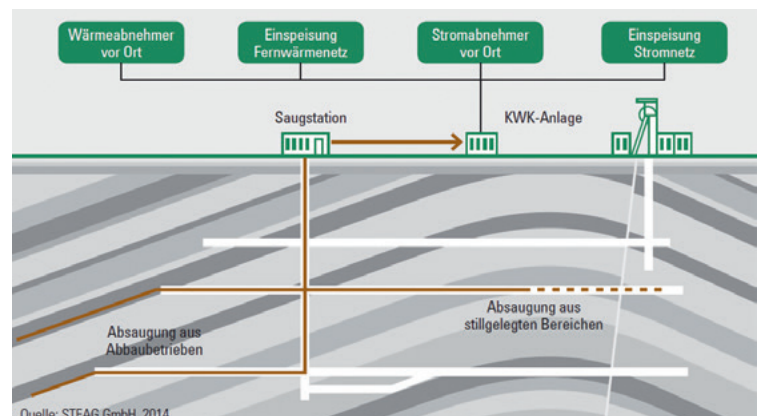 Wärmeabnehmer
vor Ort
Einspeisung
Fernwärmenetz
Stromabnehmer
vor Ort
Einspeisung
Stromnetz
Saugstation
KWK-Anlage
Absaugung aus
Abbaubetrieben
Absaugung aus
stillgelegten Bereichen
Quelle: STEAG GmbH, 2014